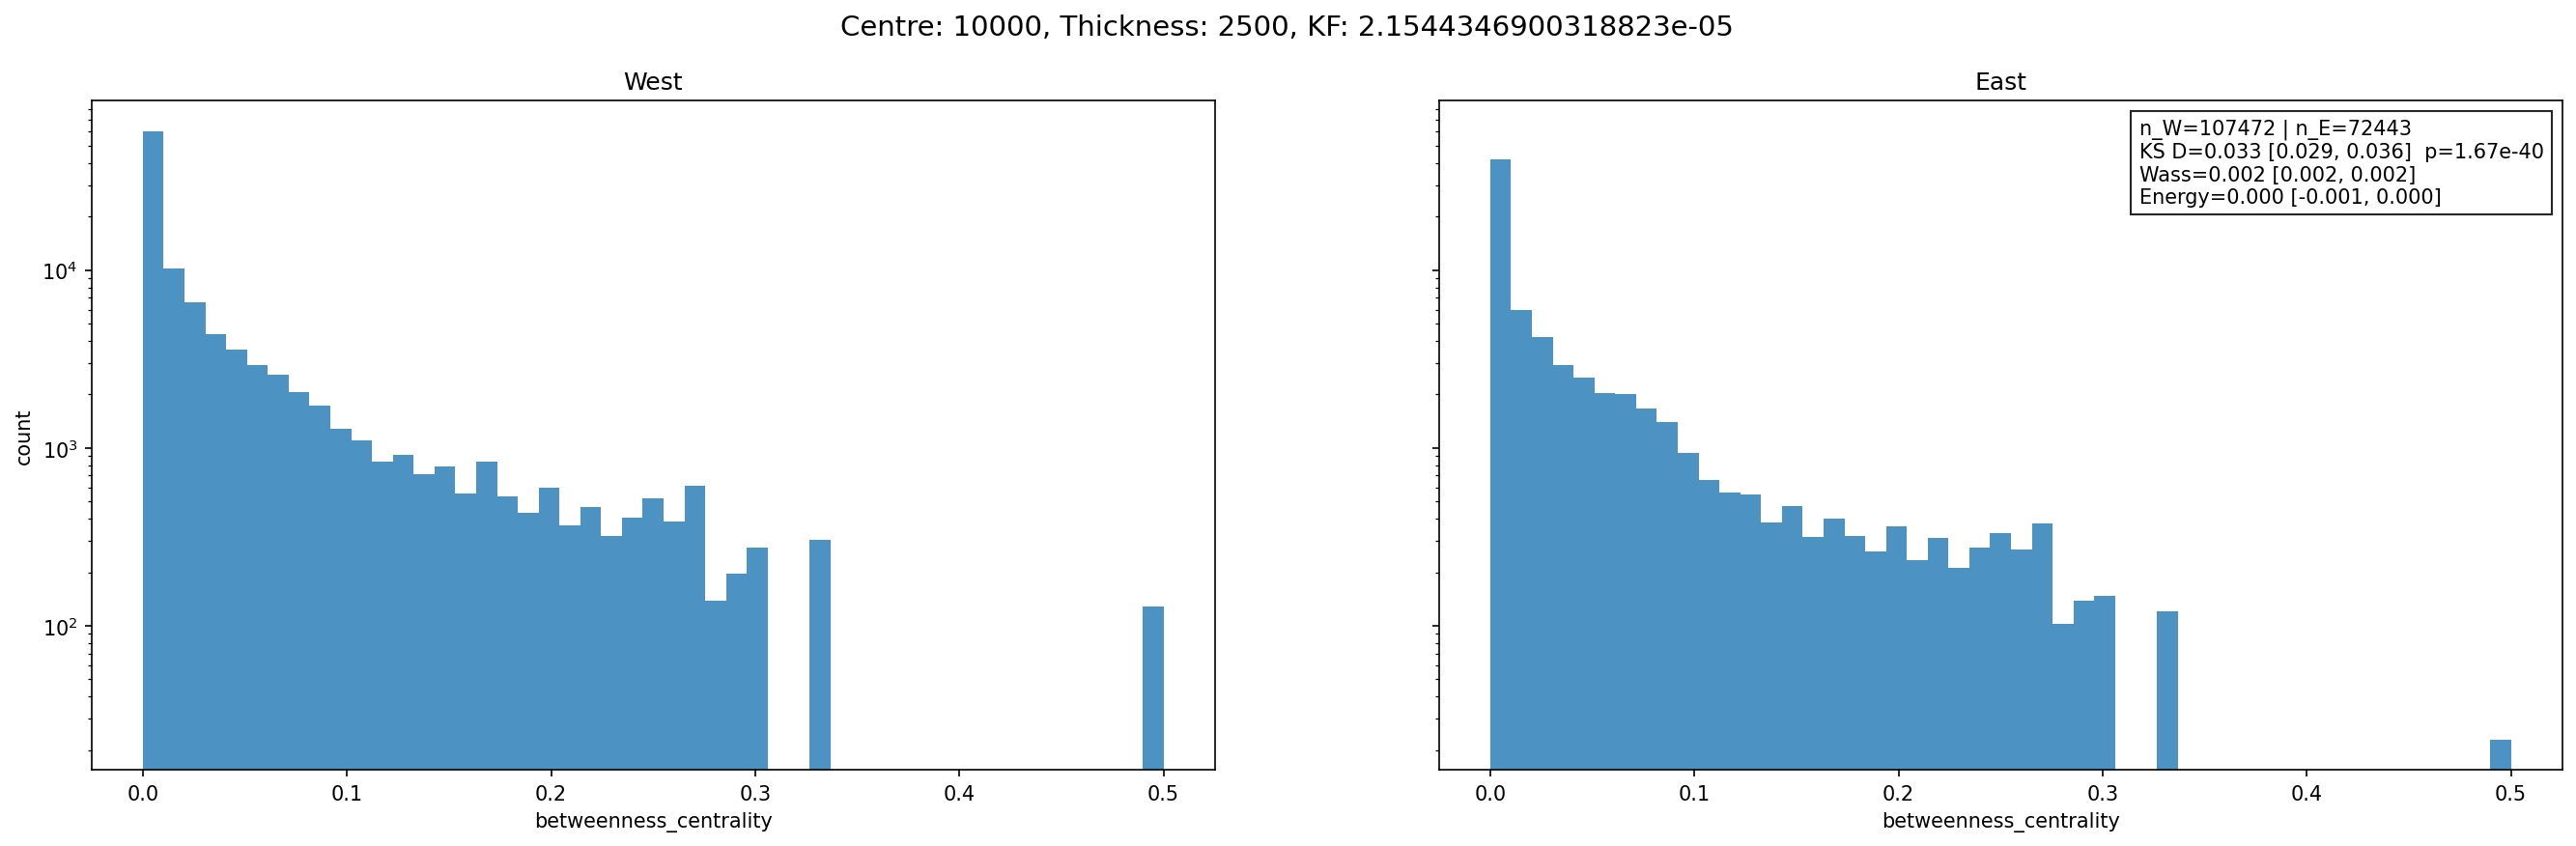 Centre: 10000, Thickness: 2500, KF: 2.1544346900318823e-05
West
East
n_W=107472 | n_E=72443
KS D=0.033 [0.029, 0.036]  p=1.67e-40
Wass=0.002 [0.002, 0.002]
Energy=0.000 [-0.001, 0.000]
count
10⁴
10³
10²
0.0 0.1 0.2 0.3 0.4 0.5
betweenness_centrality
0.0 0.1 0.2 0.3 0.4 0.5
betweenness_centrality